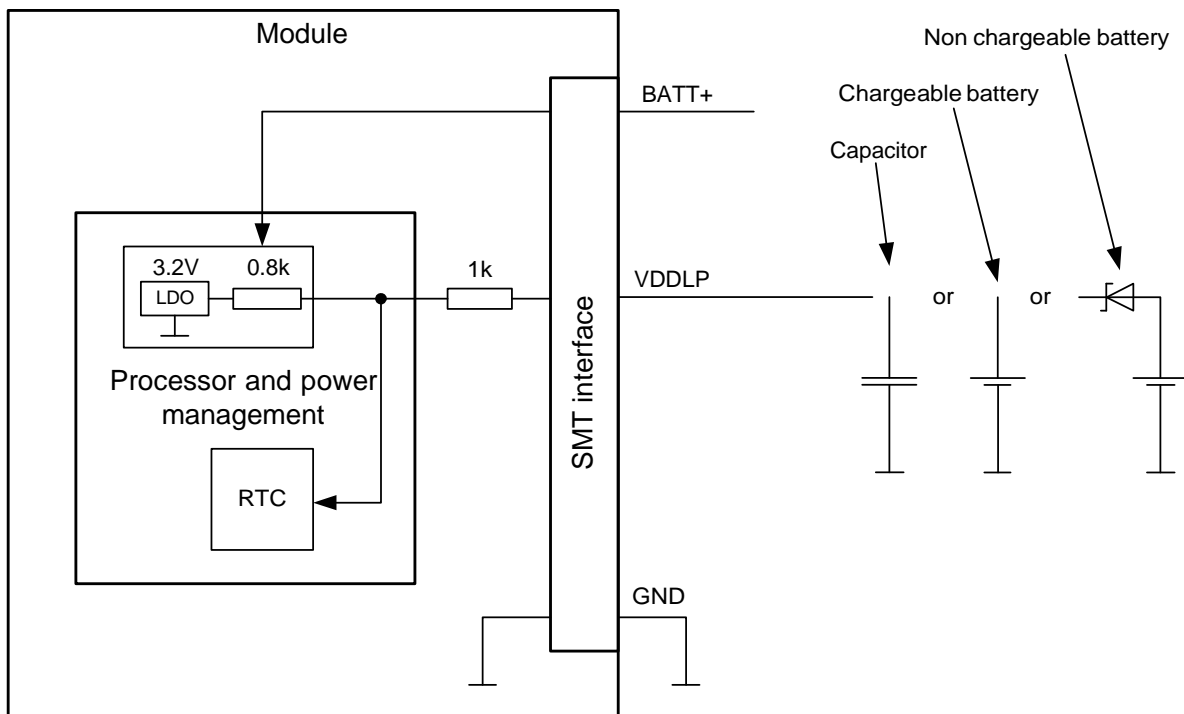 Module
Non chargeable battery
Chargeable battery
Capacitor
BATT+
3.2V 0.8k
LDO
1k
VDDLP
or
or
Processor and power
management
RTC
SMT interface
GND